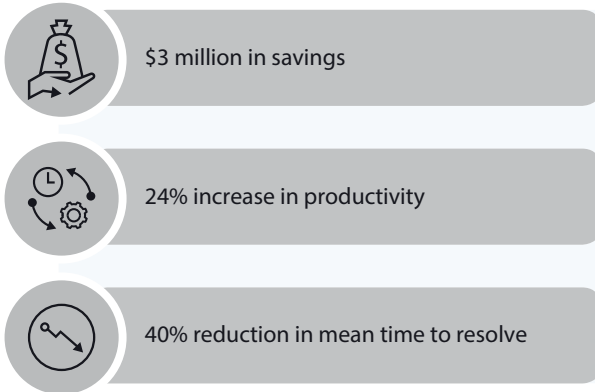 $
$3 million in savings
24% increase in productivity
40% reduction in mean time to resolve